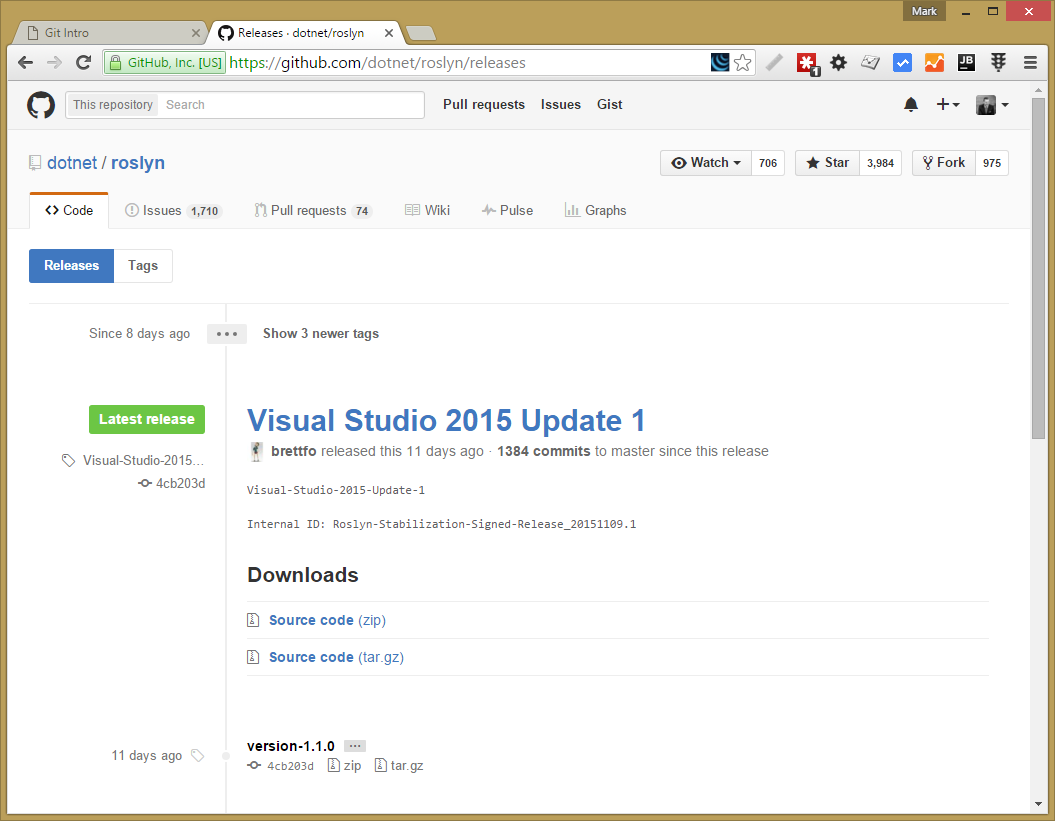 Mark
Git Intro
Releases · dotnet/roslyn
GitHub, Inc. [US] https://github.com/dotnet/roslyn/releases
1
JB
This repository Search Pull requests Issues Gist
dotnet / roslyn
Watch 706 Star 3,984 Fork 975
Code Issues 1,710 Pull requests 74 Wiki Pulse Graphs
Releases Tags
Since 8 days ago ••• Show 3 newer tags
Latest release
Visual Studio 2015 Update 1
brettfo released this 11 days ago · 1384 commits to master since this release
Visual-Studio-2015...
4cb203d
Visual-Studio-2015-Update-1
Internal ID: Roslyn-Stabilization-Signed-Release_20151109.1
Downloads
Source code (zip)
Source code (tar.gz)
11 days ago
version-1.1.0 ···
4cb203d zip tar.gz